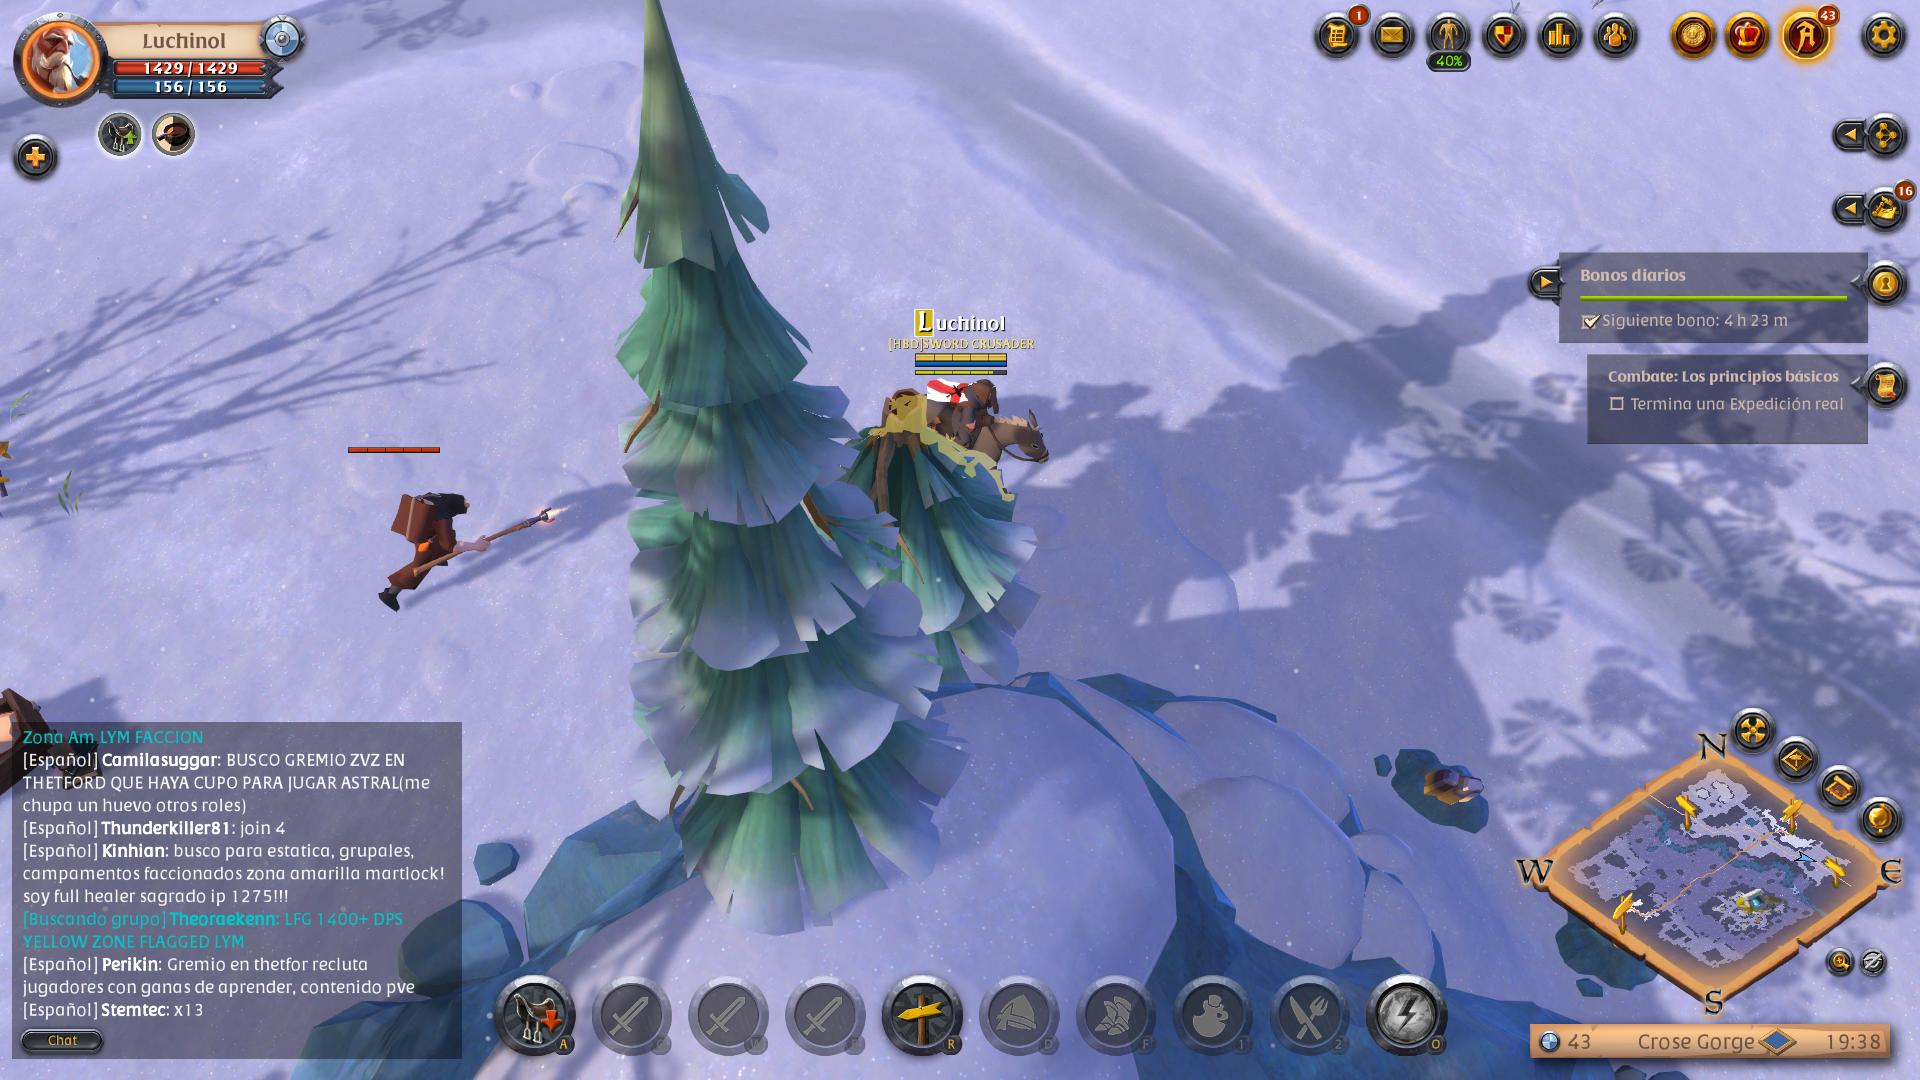 Luchinol
1429 / 1429
156 / 156
1
40%
43
16
Bonos diarios
Siguiente bono: 4 h 23 m
Combate: Los principios básicos
Termina una Expedición real
Luchinol
[HBD]SWORD CRUSADER
Zona Am LYM FACCION
[Español] Camilasuggar: BUSCO GREMIO ZVZ EN
THETFORD QUE HAYA CUPO PARA JUGAR ASTRAL(me
chupa un huevo otros roles)
[Español] Thunderkiller81: join 4
[Español] Kinhian: busco para estatica, grupales,
campamentos faccionados zona amarilla martlock!
soy full healer sagrado ip 1275!!!
[Buscando grupo] Theoraekenn: LFG 1400+ DPS
YELLOW ZONE FLAGGED LYM
[Español] Perikin: Gremio en thetfor recluta
jugadores con ganas de aprender, contenido pve
[Español] Stemtec: x13
Chat
A
Q
W
E
R
D
F
1
2
O
N
W
E
S
43 Crose Gorge 19:38